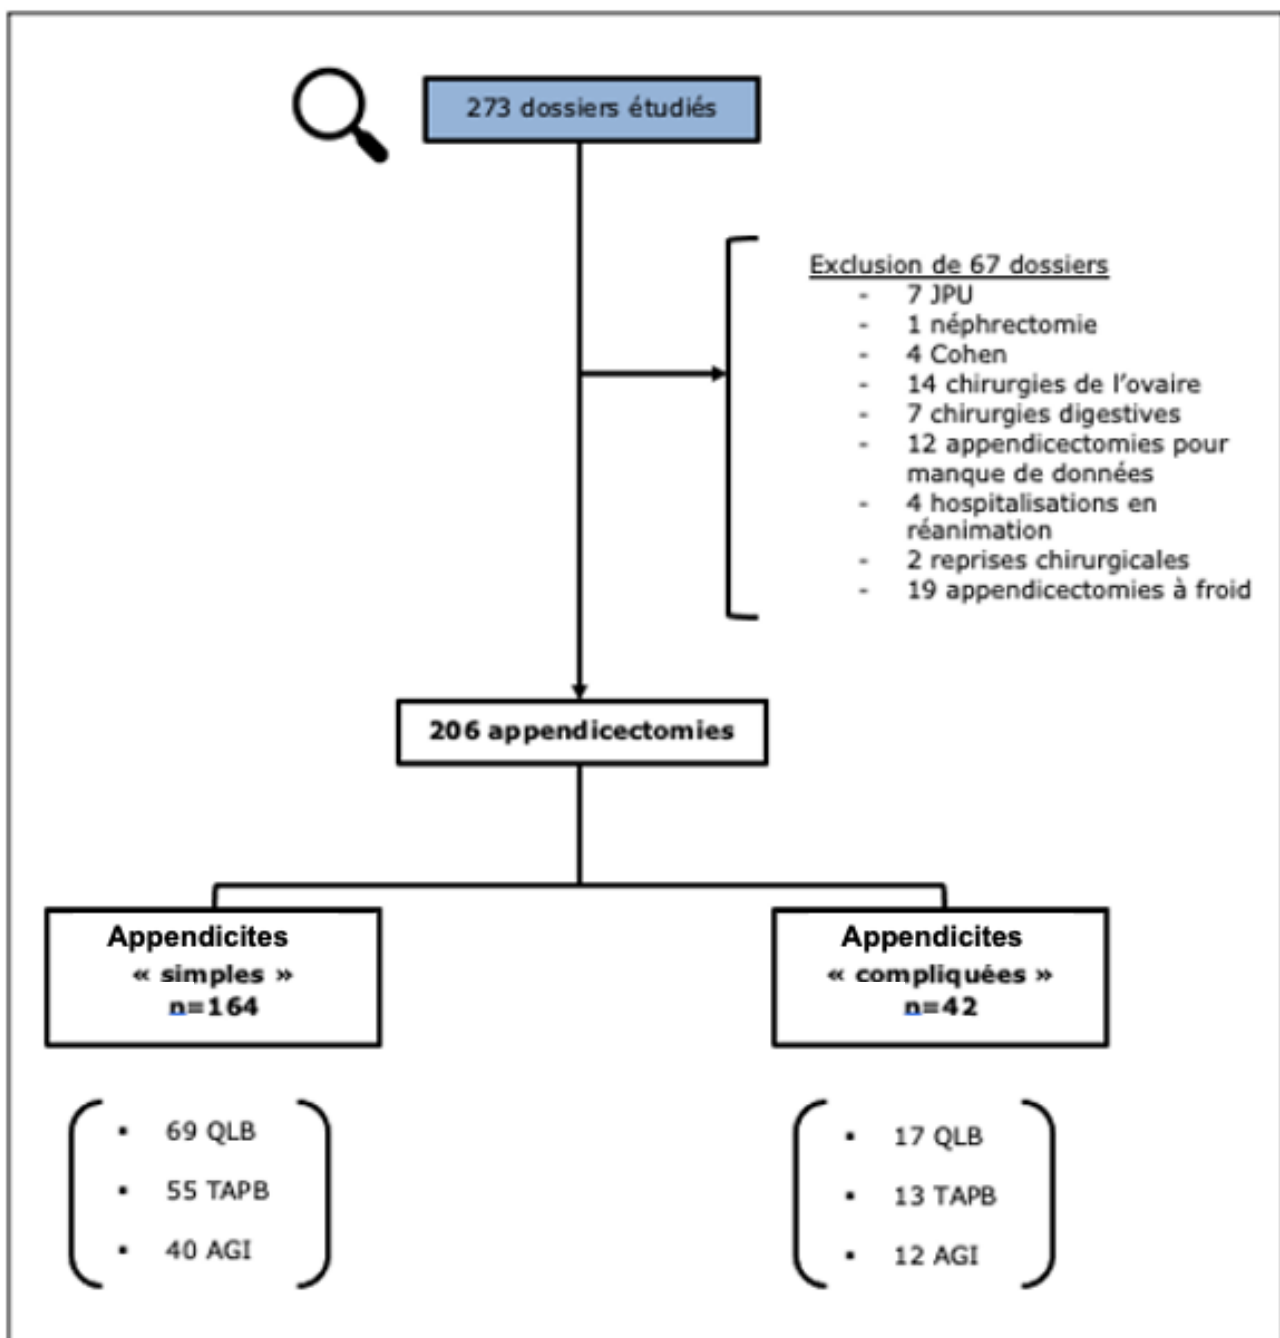 273 dossiers étudiés
Exclusion de 67 dossiers
- 7 JPU
- 1 néphrectomie
- 4 Cohen
- 14 chirurgies de l'ovaire
- 7 chirurgies digestives
- 12 appendicectomies pour
manque de données
- 4 hospitalisations en
réanimation
- 2 reprises chirurgicales
- 19 appendicectomies à froid
206 appendicectomies
Appendicites
« simples »
n=164
▪ 69 QLB
▪ 55 TAPB
▪ 40 AGI
Appendicites
« compliquées »
n=42
▪ 17 QLB
▪ 13 TAPB
▪ 12 AGI